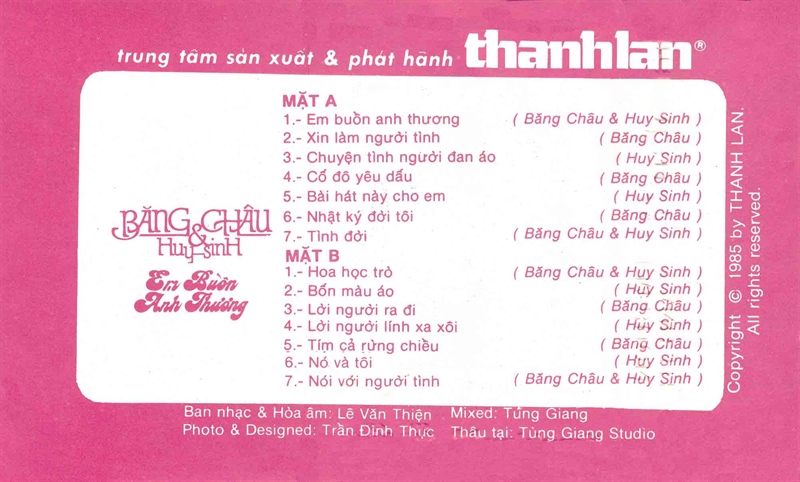 trung tâm sản xuất & phát hành thanhlan®
MẶT A
1.- Em buồn anh thương ( Băng Châu & Huy Sinh )
2.- Xin làm người tình ( Băng Châu )
3.- Chuyện tình người đan áo ( Huy Sinh )
4.- Cổ đô yêu dấu ( Băng Châu )
5.- Bài hát này cho em ( Huy Sinh )
6.- Nhật ký đời tôi ( Băng Châu )
7.- Tình đời ( Băng Châu & Huy Sinh )
MẶT B
1.- Hoa học trò ( Băng Châu & Huy Sinh )
2.- Bốn màu áo ( Huy Sinh )
3.- Lời người ra đi ( Băng Châu )
4.- Lời người lính xa xôi ( Huy Sinh )
5.- Tím cả rừng chiều ( Băng Châu )
6.- Nó và tôi ( Huy Sinh )
7.- Nói với người tình ( Băng Châu & Huy Sinh )
BĂNG CHÂU
& Huy Sinh
Em Buồn
Anh Thương
Ban nhạc & Hòa âm: Lê Văn Thiện Mixed: Tùng Giang
Photo & Designed: Trần Đình Thục Thâu tại: Tùng Giang Studio
Copyright © 1985 by THANH LAN.
All rights reserved.